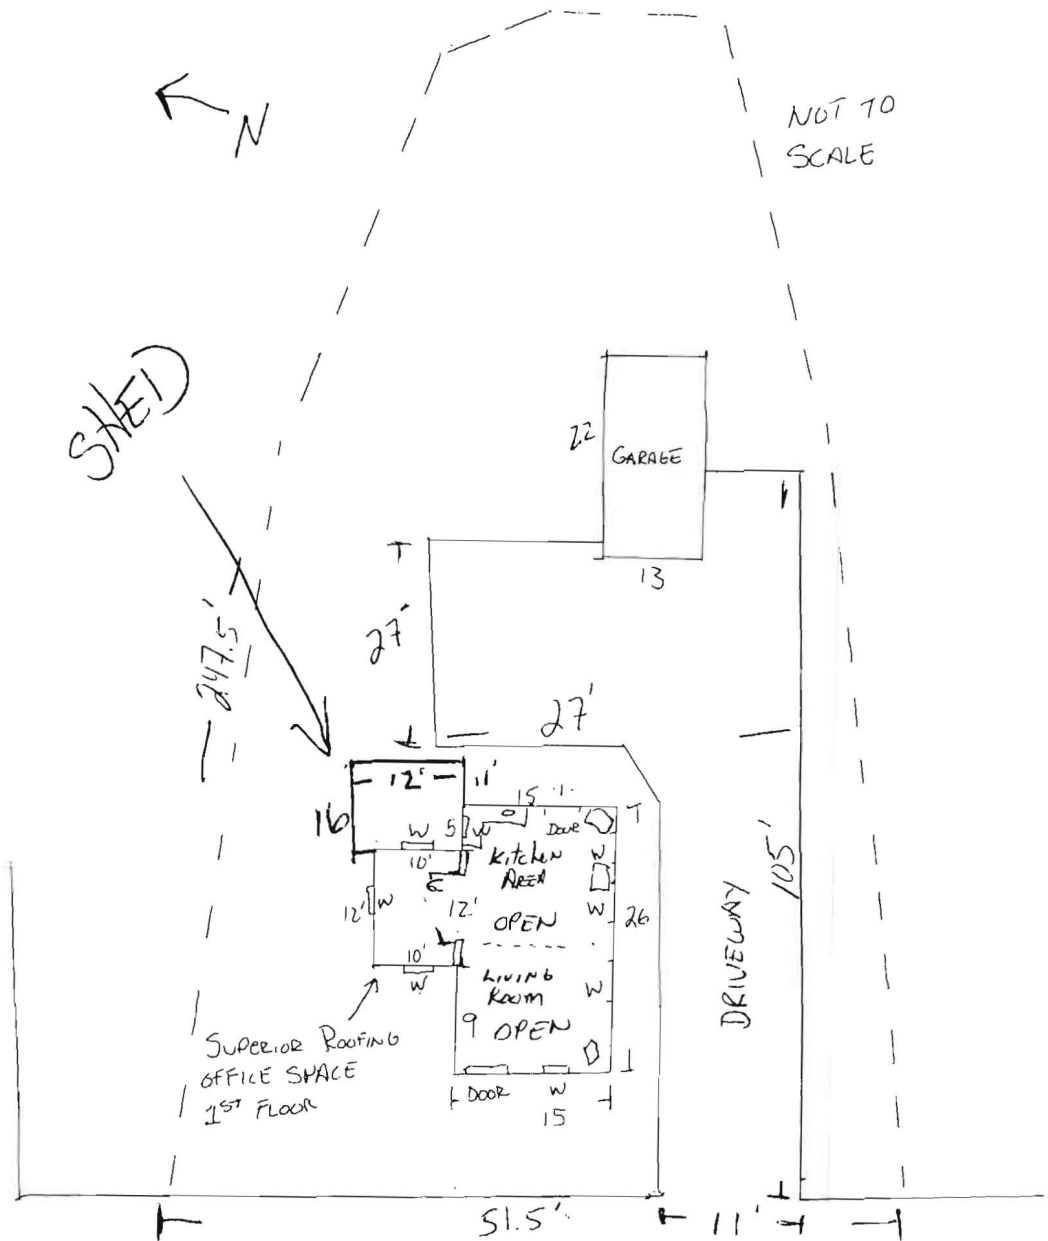 N
NOT TO
SCALE
SHED
22
GARAGE
13
27'
247.5'
27'
12'
11'
16
15
W
5
W
DOOR
10'
Kitchen
AREA
W
12'
W
12'
OPEN
W
26
105'
DRIVEWAY
10'
W
LIVING
ROOM
W
9
OPEN
SUPERIOR ROOFING
OFFICE SPACE
1ST FLOOR
DOOR
W
15
51.5'
11'